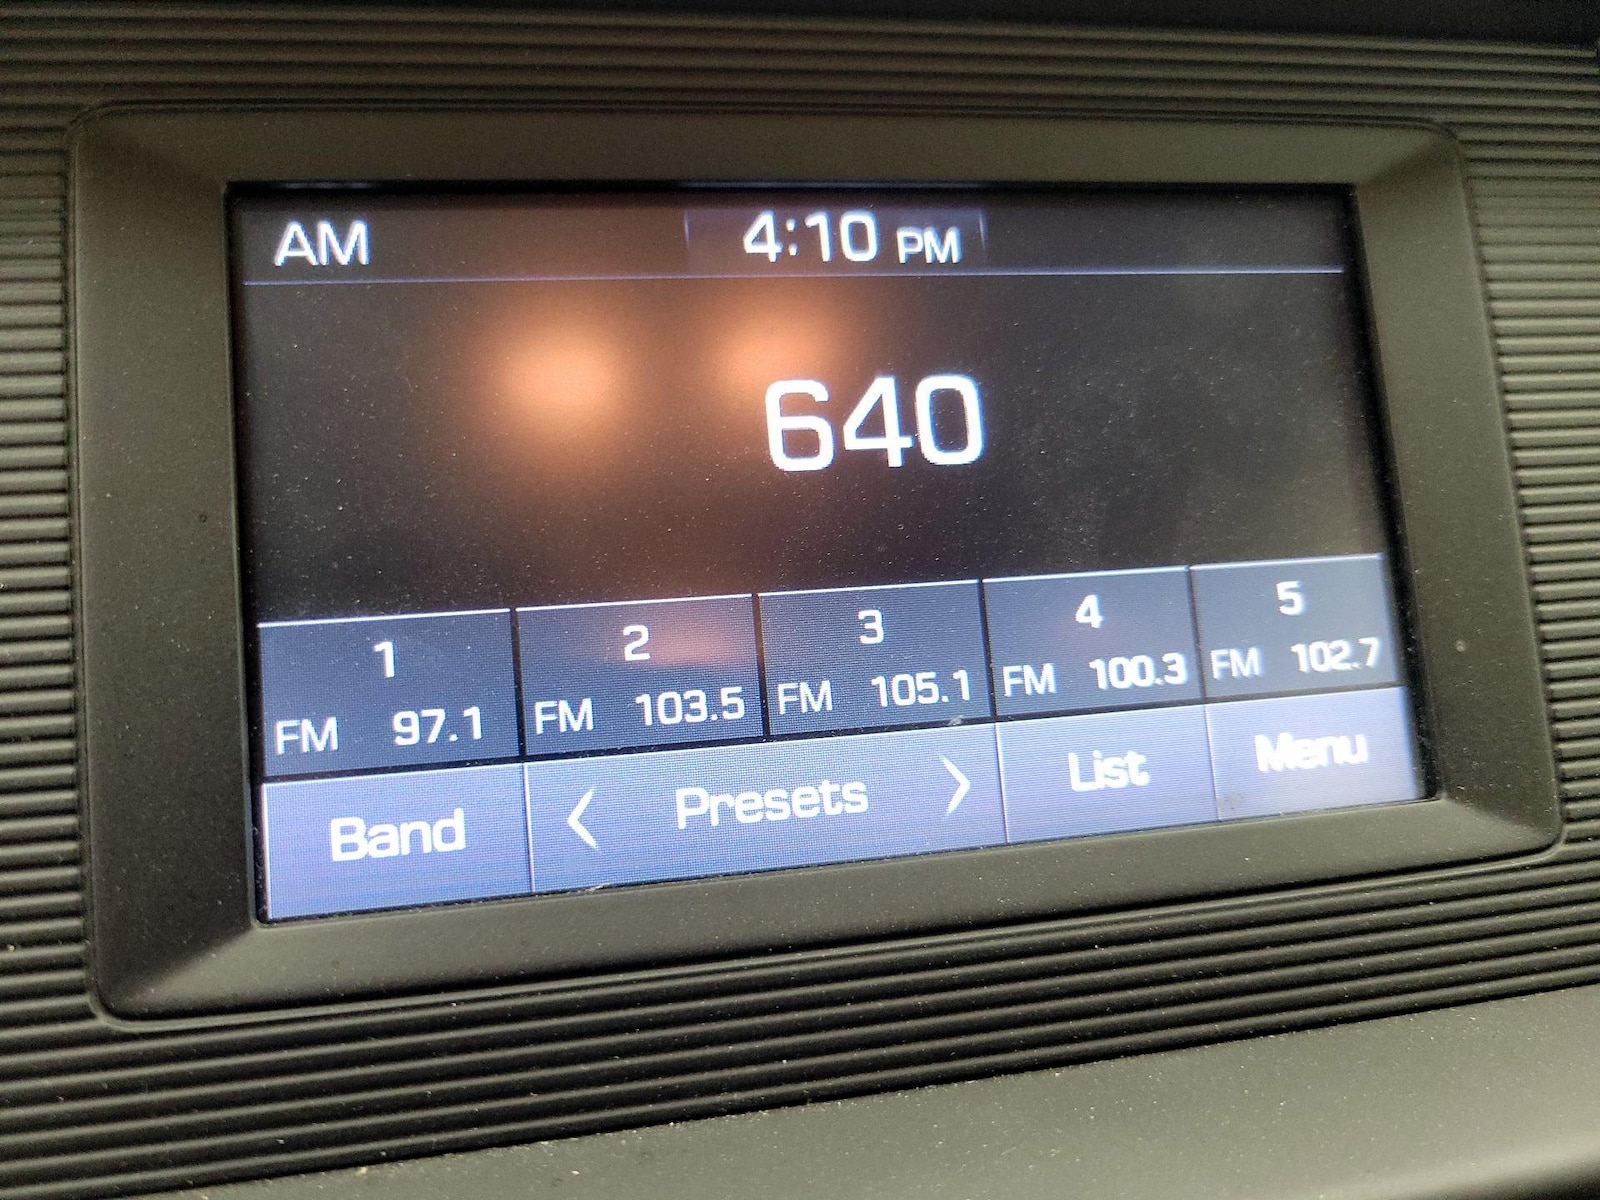 AM 4:10 PM
640
1 2 3 4 5
FM 97.1 FM 103.5 FM 105.1 FM 100.3 FM 102.7
Band < Presets > List Menu